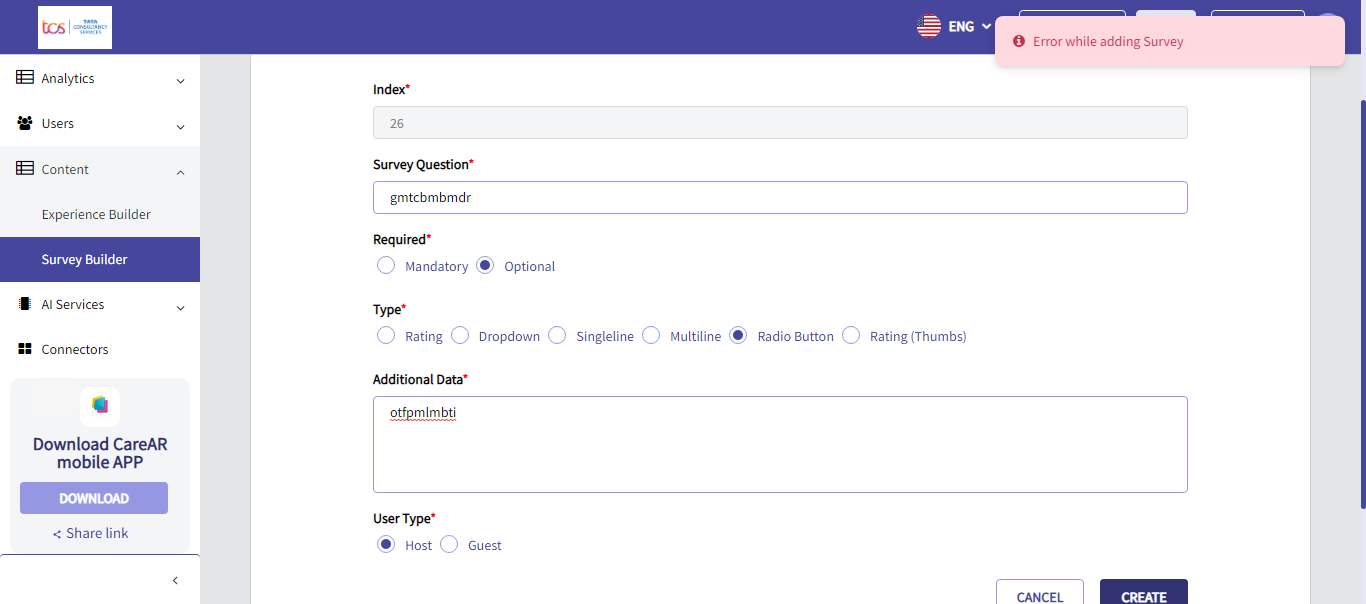 tcs TATA
CONSULTANCY
SERVICES
ENG
Error while adding Survey
Analytics
Users
Content
Experience Builder
Survey Builder
AI Services
Connectors
Download CareAR
mobile APP
DOWNLOAD
Share link
Index*
26
Survey Question*
gmtcbmbmdr
Required*
Mandatory Optional
Type*
Rating Dropdown Singleline Multiline Radio Button Rating (Thumbs)
Additional Data*
otfpmlmbti
User Type*
Host Guest
CANCEL CREATE